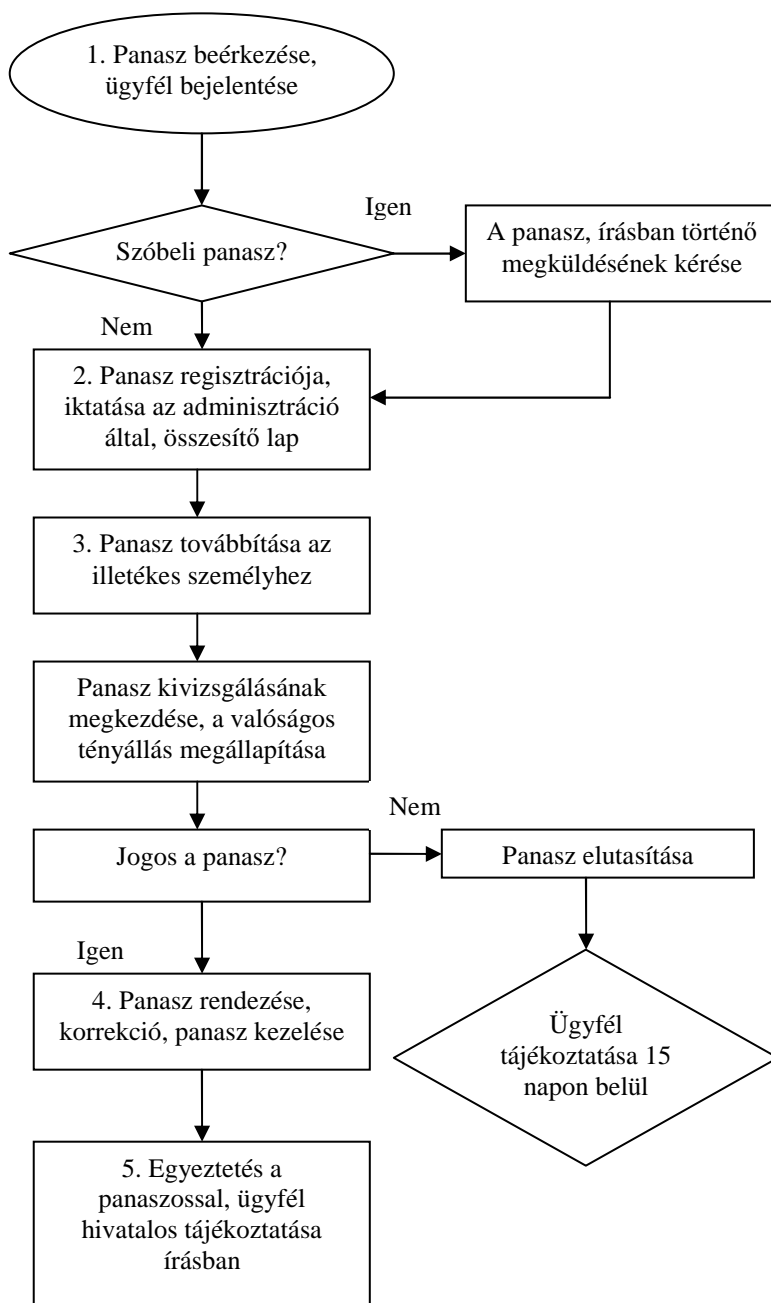 1. Panasz beérkezése,
ügyfél bejelentése
Igen
Szóbeli panasz?
A panasz, írásban történő
megküldésének kérése
Nem
2. Panasz regisztrációja,
iktatása az adminisztráció
által, összesítő lap
3. Panasz továbbítása az
illetékes személyhez
Panasz kivizsgálásának
megkezdése, a valóságos
tényállás megállapítása
Nem
Jogos a panasz?
Panasz elutasítása
Igen
4. Panasz rendezése,
korrekció, panasz kezelése
Ügyfél
tájékoztatása 15
napon belül
5. Egyeztetés a
panaszossal, ügyfél
hivatalos tájékoztatása
írásban